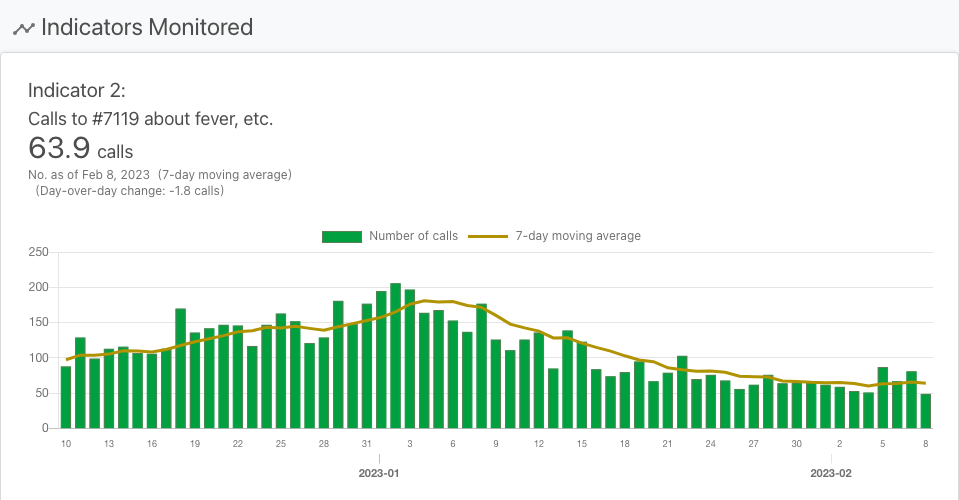 Indicators Monitored
Indicator 2:
Calls to #7119 about fever, etc.
63.9 calls
No. as of Feb 8, 2023 (7-day moving average)
(Day-over-day change: -1.8 calls)
Number of calls 7-day moving average
250
200
150
100
50
0
10 13 16 19 22 25 28 31 3 6 9 12 15 18 21 24 27 30 2 5 8
2023-01 2023-02